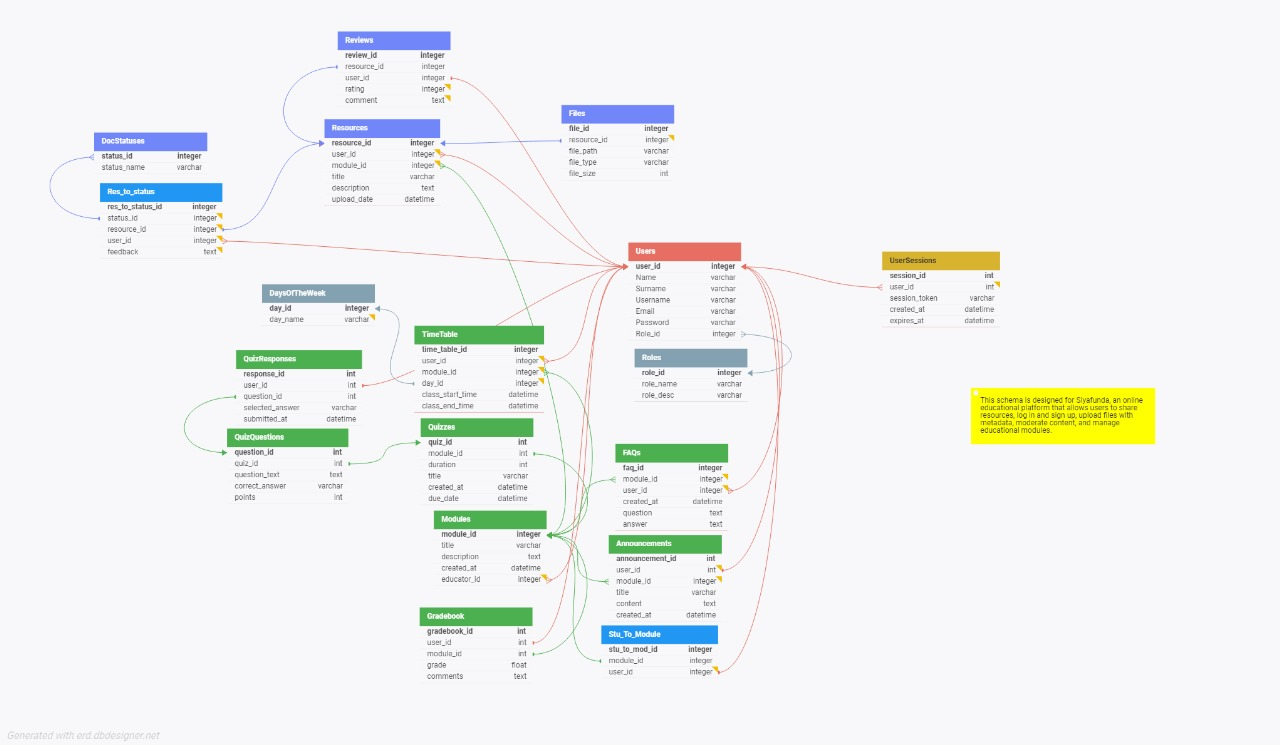 Reviews
review_id integer
resource_id integer
user_id integer
rating integer
comment text
Files
file_id integer
resource_id integer
file_path varchar
file_type varchar
file_size int
Resources
resource_id integer
user_id integer
module_id integer
title varchar
description text
upload_date datetime
DocStatuses
status_id integer
status_name varchar
Res_to_status
res_to_status_id integer
status_id integer
resource_id integer
user_id integer
feedback text
Users
user_id integer
Name varchar
Surname varchar
Username varchar
Email varchar
Password varchar
Role_id integer
UserSessions
session_id int
user_id int
session_token varchar
created_at datetime
expires_at datetime
DaysOfTheWeek
day_id integer
day_name varchar
TimeTable
time_table_id integer
user_id integer
module_id integer
day_id integer
class_start_time datetime
class_end_time datetime
Roles
role_id integer
role_name varchar
role_desc varchar
QuizResponses
response_id int
user_id int
question_id int
selected_answer varchar
submitted_at datetime
This schema is designed for Siyafunda, an online
educational platform that allows users to share
resources, log in and sign up, upload files with
metadata, moderate content, and manage
educational modules.
QuizQuestions
question_id int
quiz_id int
question_text text
correct_answer varchar
points int
Quizzes
quiz_id int
module_id int
duration int
title varchar
created_at datetime
due_date datetime
FAQs
faq_id integer
module_id integer
user_id integer
created_at datetime
question text
answer text
Modules
module_id integer
title varchar
description text
created_at datetime
educator_id integer
Announcements
announcement_id int
user_id int
module_id integer
title varchar
content text
created_at datetime
Gradebook
gradebook_id int
user_id int
module_id int
grade float
comments text
Stu_To_Module
stu_to_mod_id integer
module_id integer
user_id integer
Generated with erd.dbdesigner.net